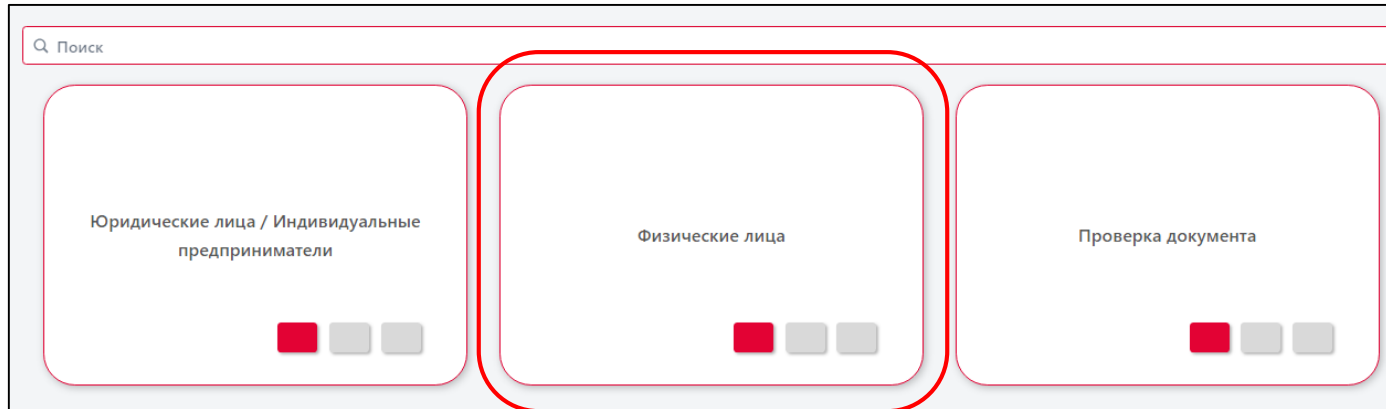 Поиск
Юридические лица / Индивидуальные
предприниматели
Физические лица
Проверка документа